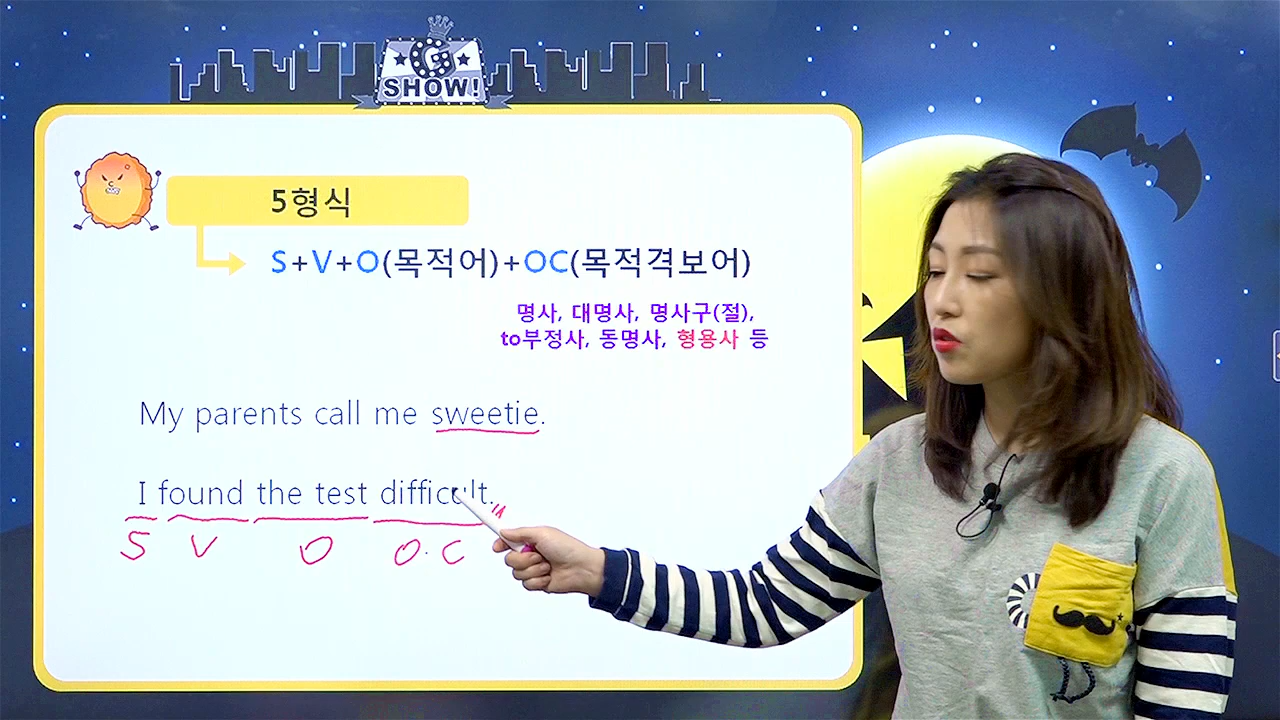 G
SHOW!
5형식
S+V+O(목적어)+OC(목적격보어)
명사, 대명사, 명사구(절),
to부정사, 동명사, 형용사 등
My parents call me sweetie.
I found the test difficult.
S V O O.C